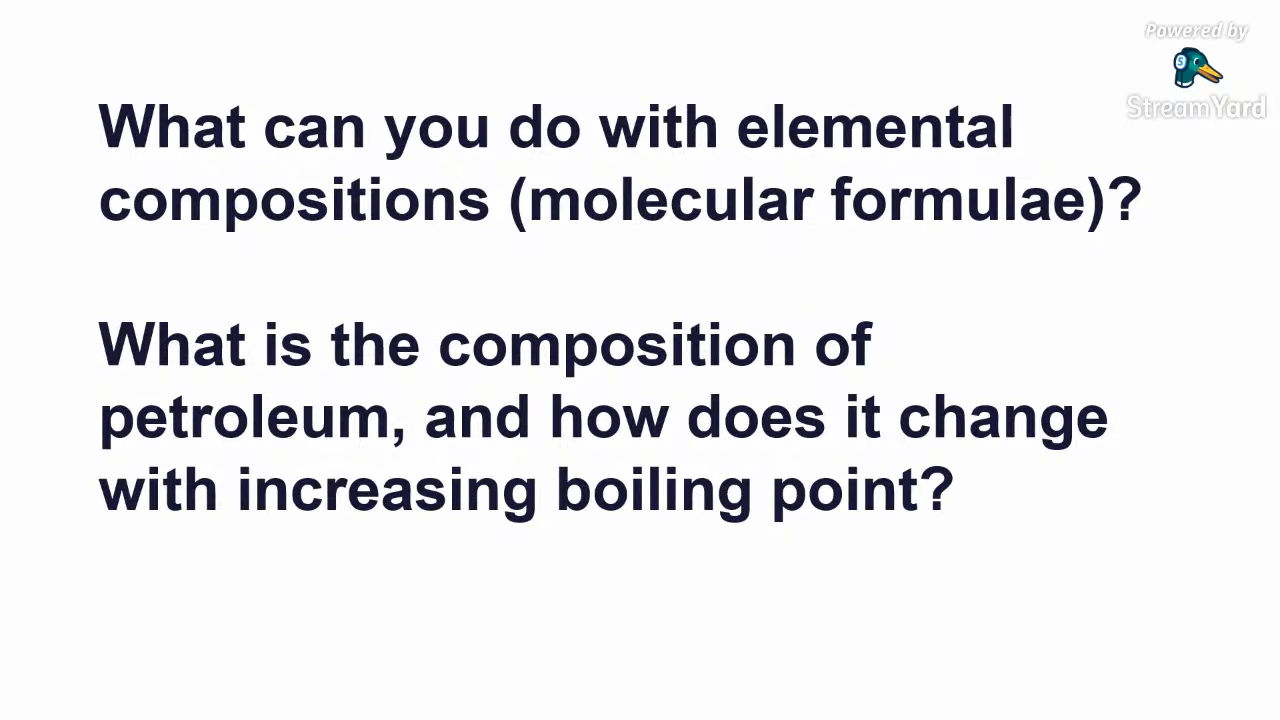 Powered by
StreamYard
What can you do with elemental
compositions (molecular formulae)?
What is the composition of
petroleum, and how does it change
with increasing boiling point?